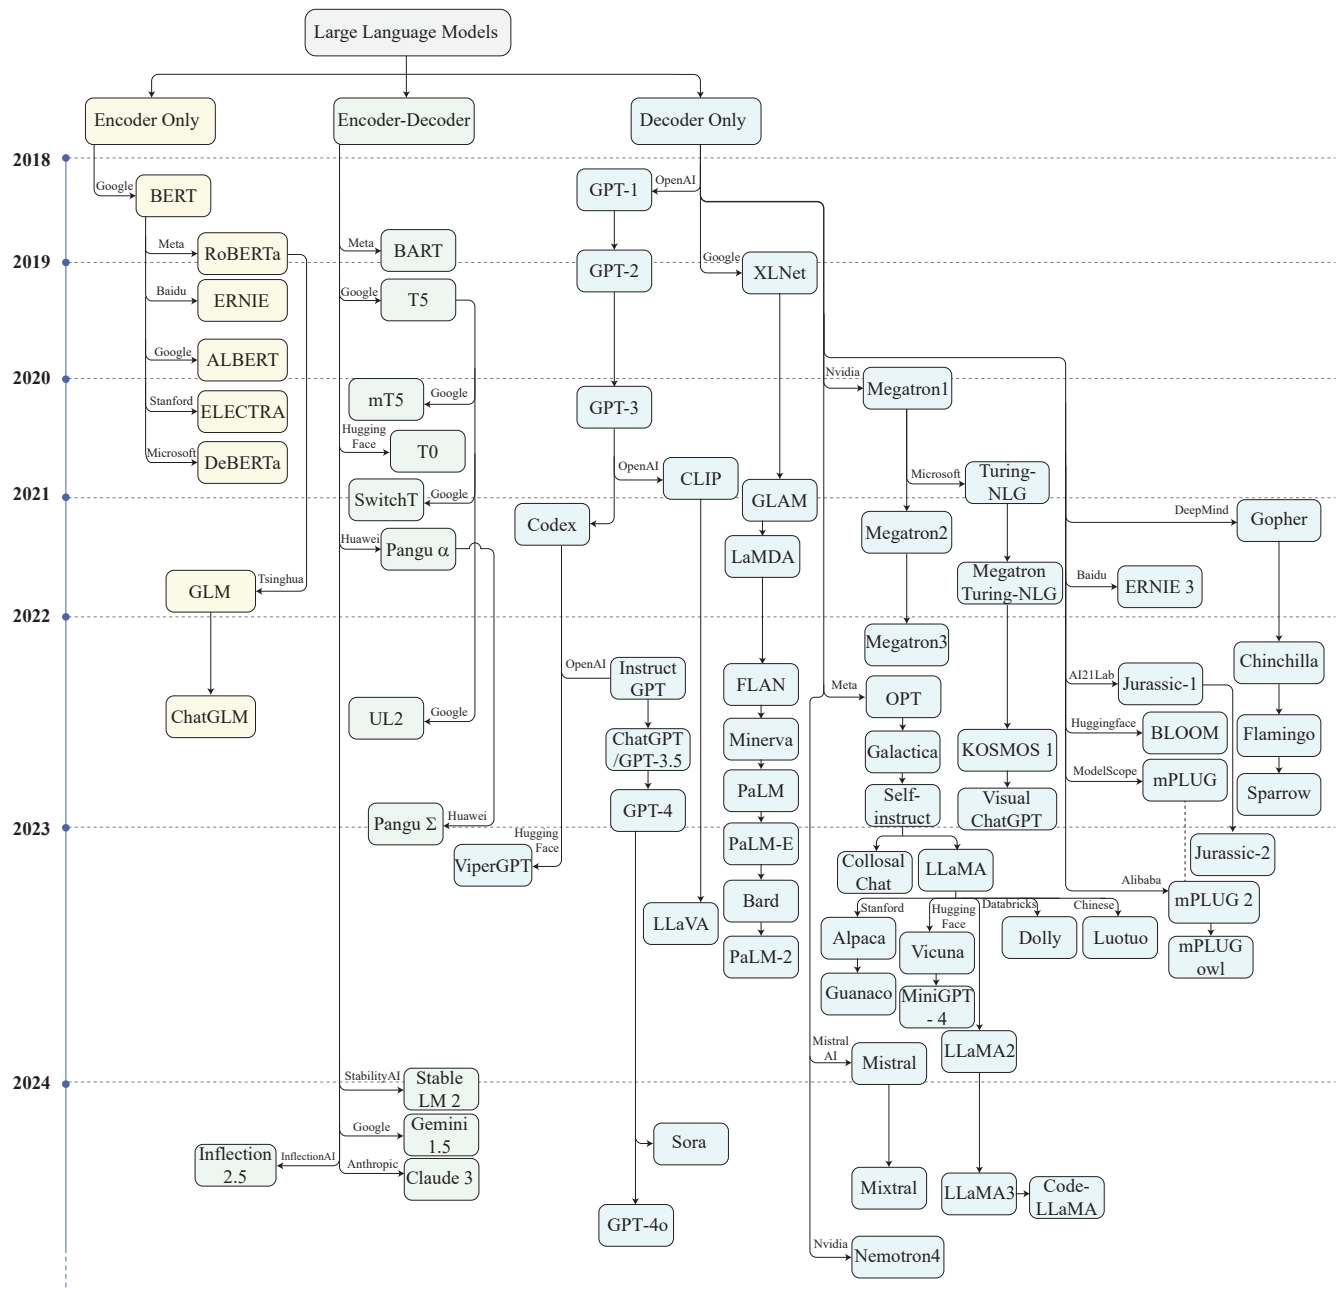 Large Language Models
Encoder Only
Encoder-Decoder
Decoder Only
2018
Google
BERT
GPT-1
OpenAI
Meta
RoBERTa
Meta
BART
2019
GPT-2
Google
XLNet
Baidu
ERNIE
Google
T5
Google
ALBERT
2020
Nvidia
Megatron1
mT5
Google
Stanford
ELECTRA
GPT-3
Hugging
Face
T0
Microsoft
DeBERTa
OpenAI
CLIP
Microsoft
Turing-
NLG
2021
SwitchT
Google
GLAM
Codex
DeepMind
Gopher
Megatron2
Huawei
Pangu α
LaMDA
Tsinghua
GLM
Megatron
Turing-NLG
Baidu
ERNIE 3
2022
Megatron3
Chinchilla
OpenAI
Instruct
GPT
FLAN
Meta
OPT
AI21Lab
Jurassic-1
ChatGLM
UL2
Google
Huggingface
BLOOM
Flamingo
ChatGPT
/GPT-3.5
Minerva
Galactica
KOSMOS 1
ModelScope
mPLUG
PaLM
Sparrow
GPT-4
Self-
instruct
Visual
ChatGPT
2023
Pangu Σ
Huawei
Hugging
Face
ViperGPT
PaLM-E
Collosal
Chat
LLaMA
Jurassic-2
Alibaba
mPLUG 2
Bard
LLaVA
Stanford
Alpaca
Hugging
Face
Vicuna
Databricks
Dolly
Chinese
Luotuo
PaLM-2
mPLUG
owl
Guanaco
MiniGPT
- 4
Mistral
AI
Mistral
LLaMA2
2024
StabilityAI
Stable
LM 2
Google
Gemini
1.5
Sora
Inflection
2.5
InflectionAI
Anthropic
Claude 3
Mixtral
LLaMA3
Code-
LLaMA
GPT-4o
Nvidia
Nemotron4